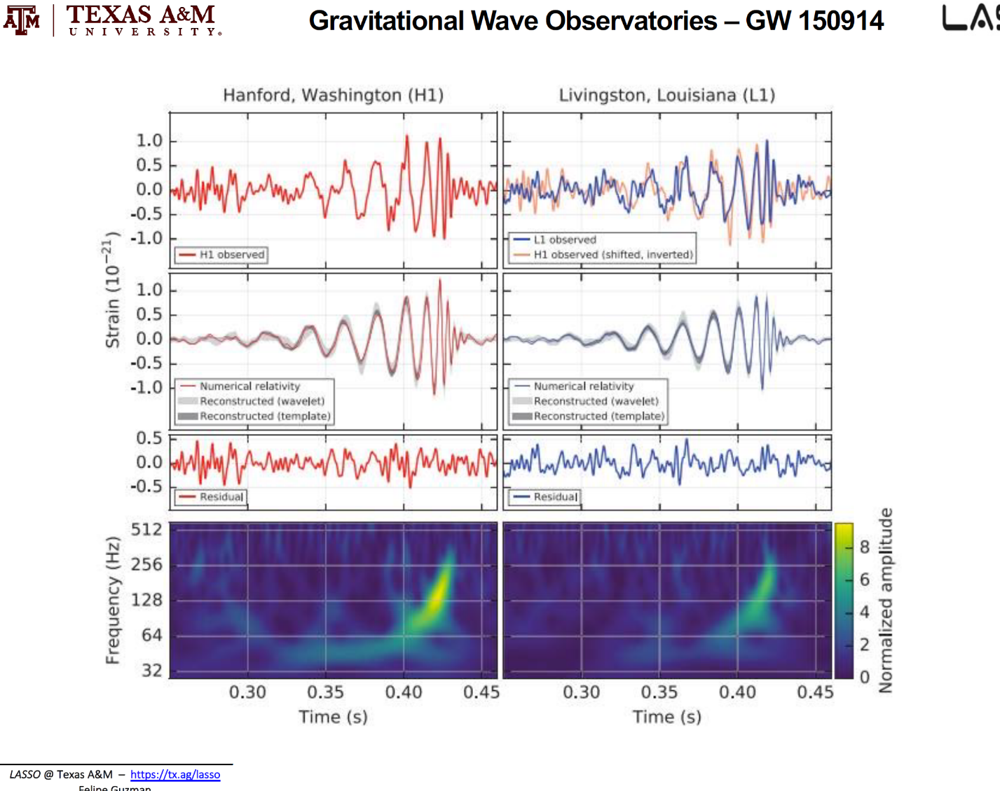 TEXAS A&M
UNIVERSITY®
Gravitational Wave Observatories – GW 150914
LAS
Hanford, Washington (H1)
Livingston, Louisiana (L1)
1.0
0.5
0.0
-0.5
-1.0
H1 observed
L1 observed
H1 observed (shifted, inverted)
Strain (10⁻²¹)
1.0
0.5
0.0
-0.5
-1.0
Numerical relativity
Reconstructed (wavelet)
Reconstructed (template)
Numerical relativity
Reconstructed (wavelet)
Reconstructed (template)
0.5
0.0
-0.5
Residual
Residual
Frequency (Hz)
512
256
128
64
32
8
6
4
2
0
Normalized amplitude
0.30 0.35 0.40 0.45
0.30 0.35 0.40 0.45
Time (s)
Time (s)
LASSO @ Texas A&M – https://tx.ag/lasso
Felipe Guzman